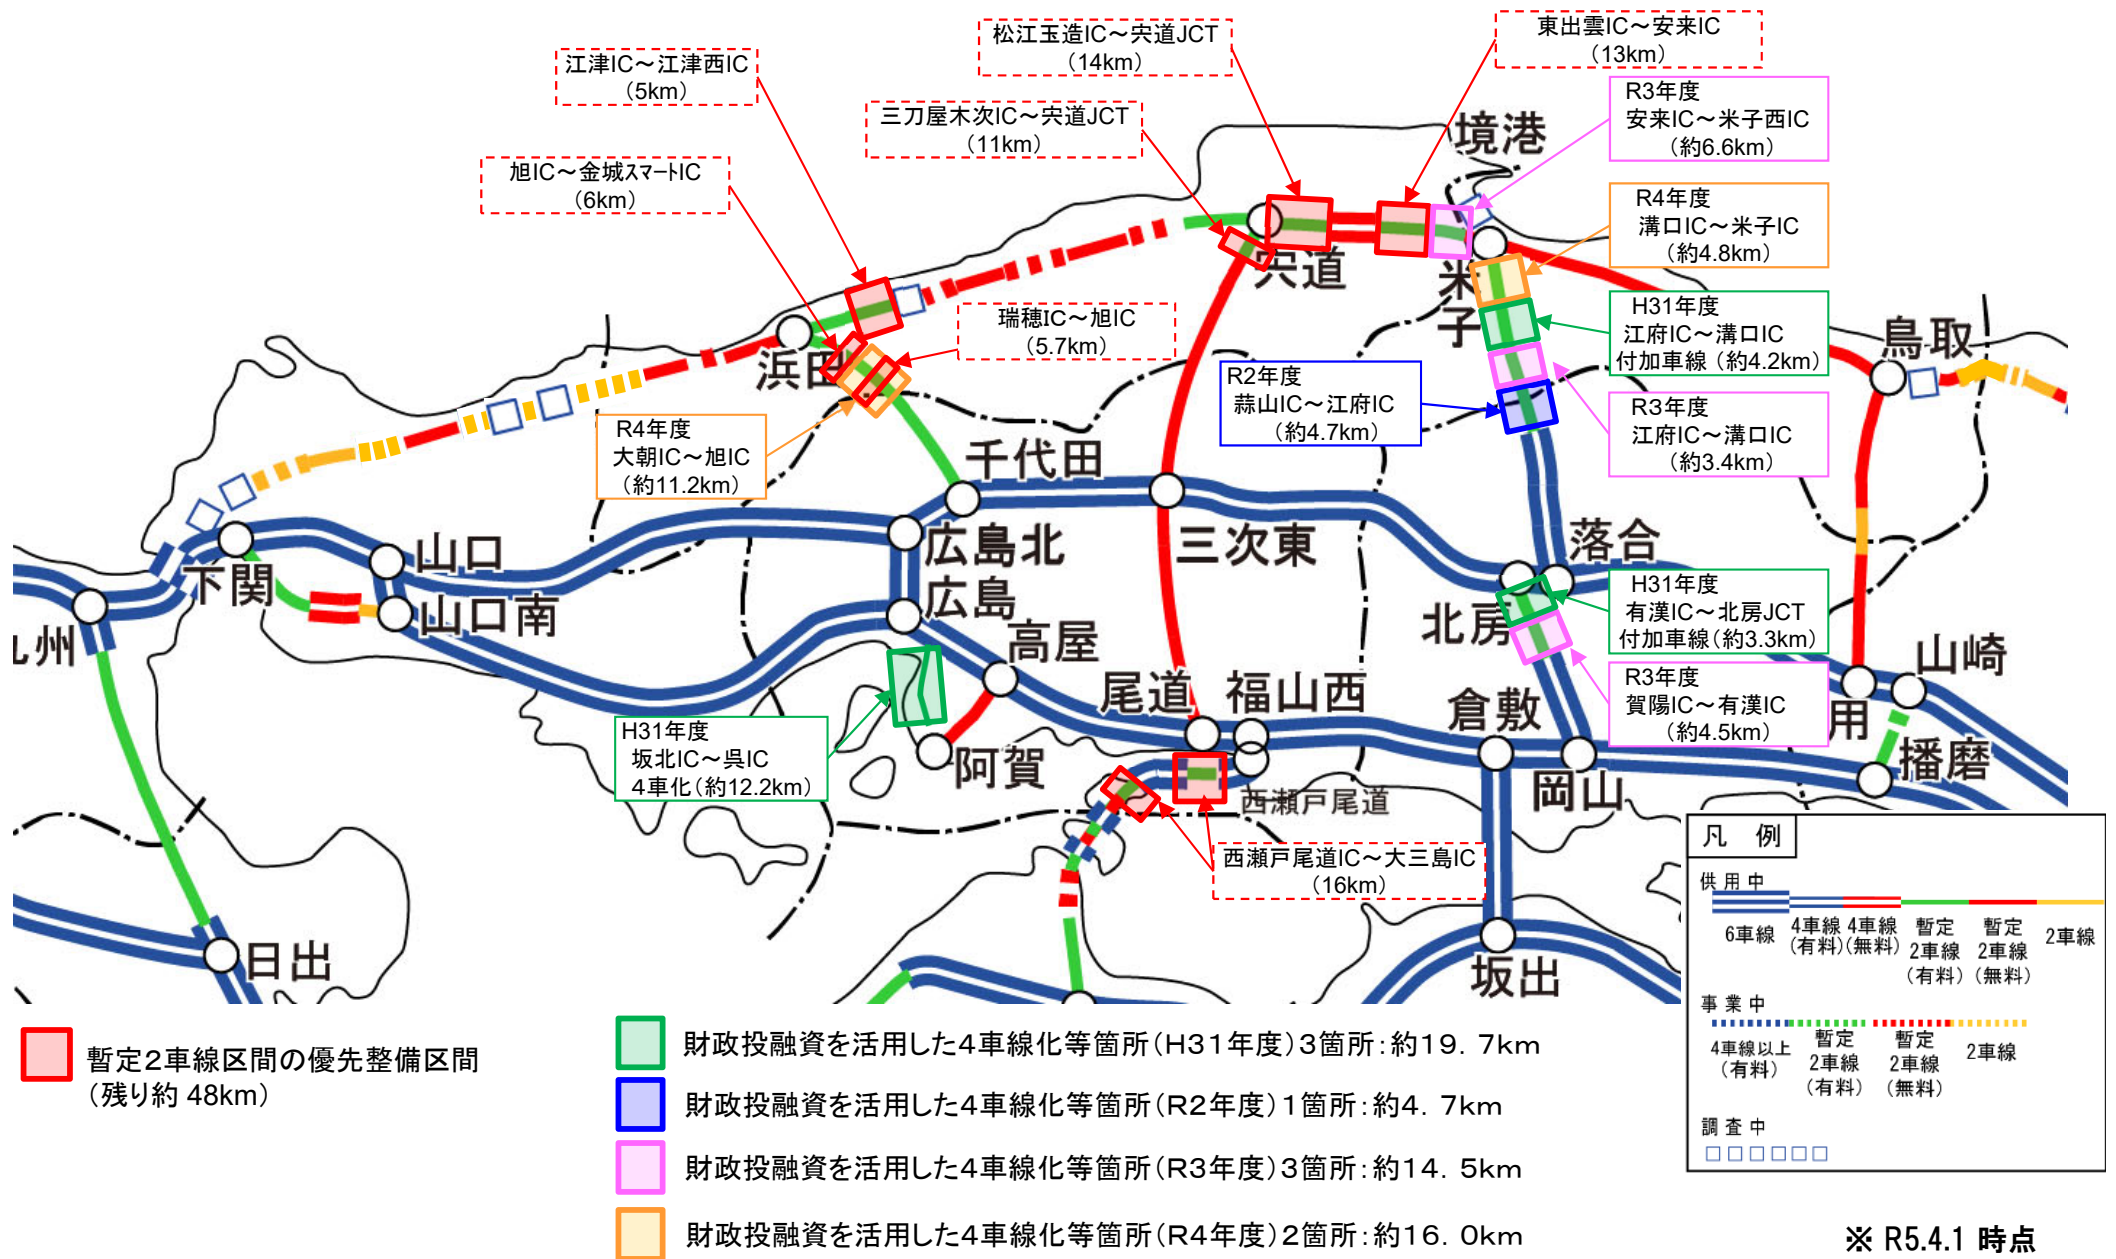 松江玉造IC～宍道JCT
（14km）
東出雲IC～安来IC
（13km）
江津IC～江津西IC
（5km）
三刀屋木次IC～宍道JCT
（11km）
旭IC～金城スマートIC
（6km）
瑞穂IC～旭IC
（5.7km）
R3年度
安来IC～米子西IC
（約6.6km）
R4年度
溝口IC～米子IC
（約4.8km）
H31年度
江府IC～溝口IC
付加車線（約4.2km）
R2年度
蒜山IC～江府IC
（約4.7km）
R3年度
江府IC～溝口IC
（約3.4km）
R4年度
大朝IC～旭IC
（約11.2km）
H31年度
有漢IC～北房JCT
付加車線（約3.3km）
R3年度
賀陽IC～有漢IC
（約4.5km）
H31年度
坂北IC～呉IC
4車化（約12.2km）
西瀬戸尾道IC～大三島IC
（16km）
境港
宍道
米子
鳥取
浜田
千代田
三次東
落合
北房
広島北
広島
山口
山口南
下関
九州
高屋
阿賀
尾道
福山西
西瀬戸尾道
倉敷
岡山
山崎
用
播磨
坂出
日出
凡 例
供用中
6車線
4車線
（有料）
4車線
（無料）
暫定
2車線
（有料）
暫定
2車線
（無料）
2車線
事業中
4車線以上
（有料）
暫定
2車線
（有料）
暫定
2車線
（無料）
2車線
調査中
暫定２車線区間の優先整備区間
（残り約 48km）
財政投融資を活用した４車線化等箇所（H31年度）３箇所：約１９．７km
財政投融資を活用した４車線化等箇所（R２年度）１箇所：約４．７km
財政投融資を活用した４車線化等箇所（R３年度）３箇所：約１４．５km
財政投融資を活用した４車線化等箇所（R４年度）２箇所：約１６．０km
※ R5.4.1 時点